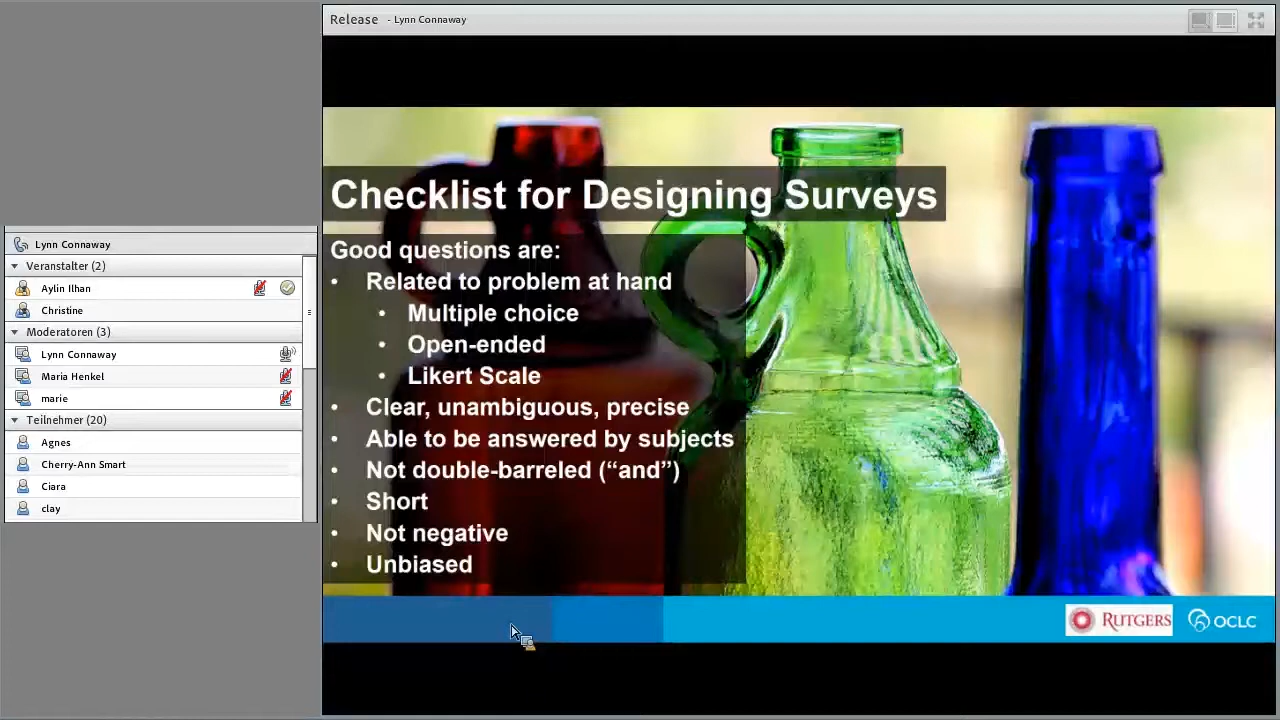 Release - Lynn Connaway
Lynn Connaway
Veranstalter (2)
Aylin Ilhan
Christine
Moderatoren (3)
Lynn Connaway
Maria Henkel
marie
Teilnehmer (20)
Agnes
Cherry-Ann Smart
Ciara
clay
Checklist for Designing Surveys
Good questions are:
• Related to problem at hand
• Multiple choice
• Open-ended
• Likert Scale
• Clear, unambiguous, precise
• Able to be answered by subjects
• Not double-barreled (“and”)
• Short
• Not negative
• Unbiased
RUTGERS
OCLC